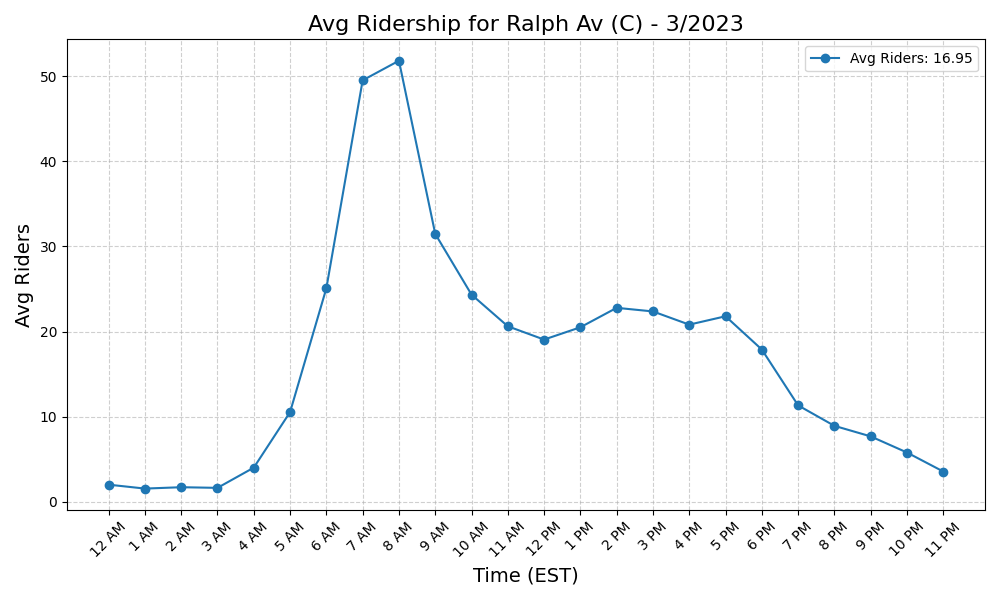 Avg Ridership for Ralph Av (C) - 3/2023
Avg Riders: 16.95
Avg Riders
50
40
30
20
10
0
12 AM
1 AM
2 AM
3 AM
4 AM
5 AM
6 AM
7 AM
8 AM
9 AM
10 AM
11 AM
12 PM
1 PM
2 PM
3 PM
4 PM
5 PM
6 PM
7 PM
8 PM
9 PM
10 PM
11 PM
Time (EST)